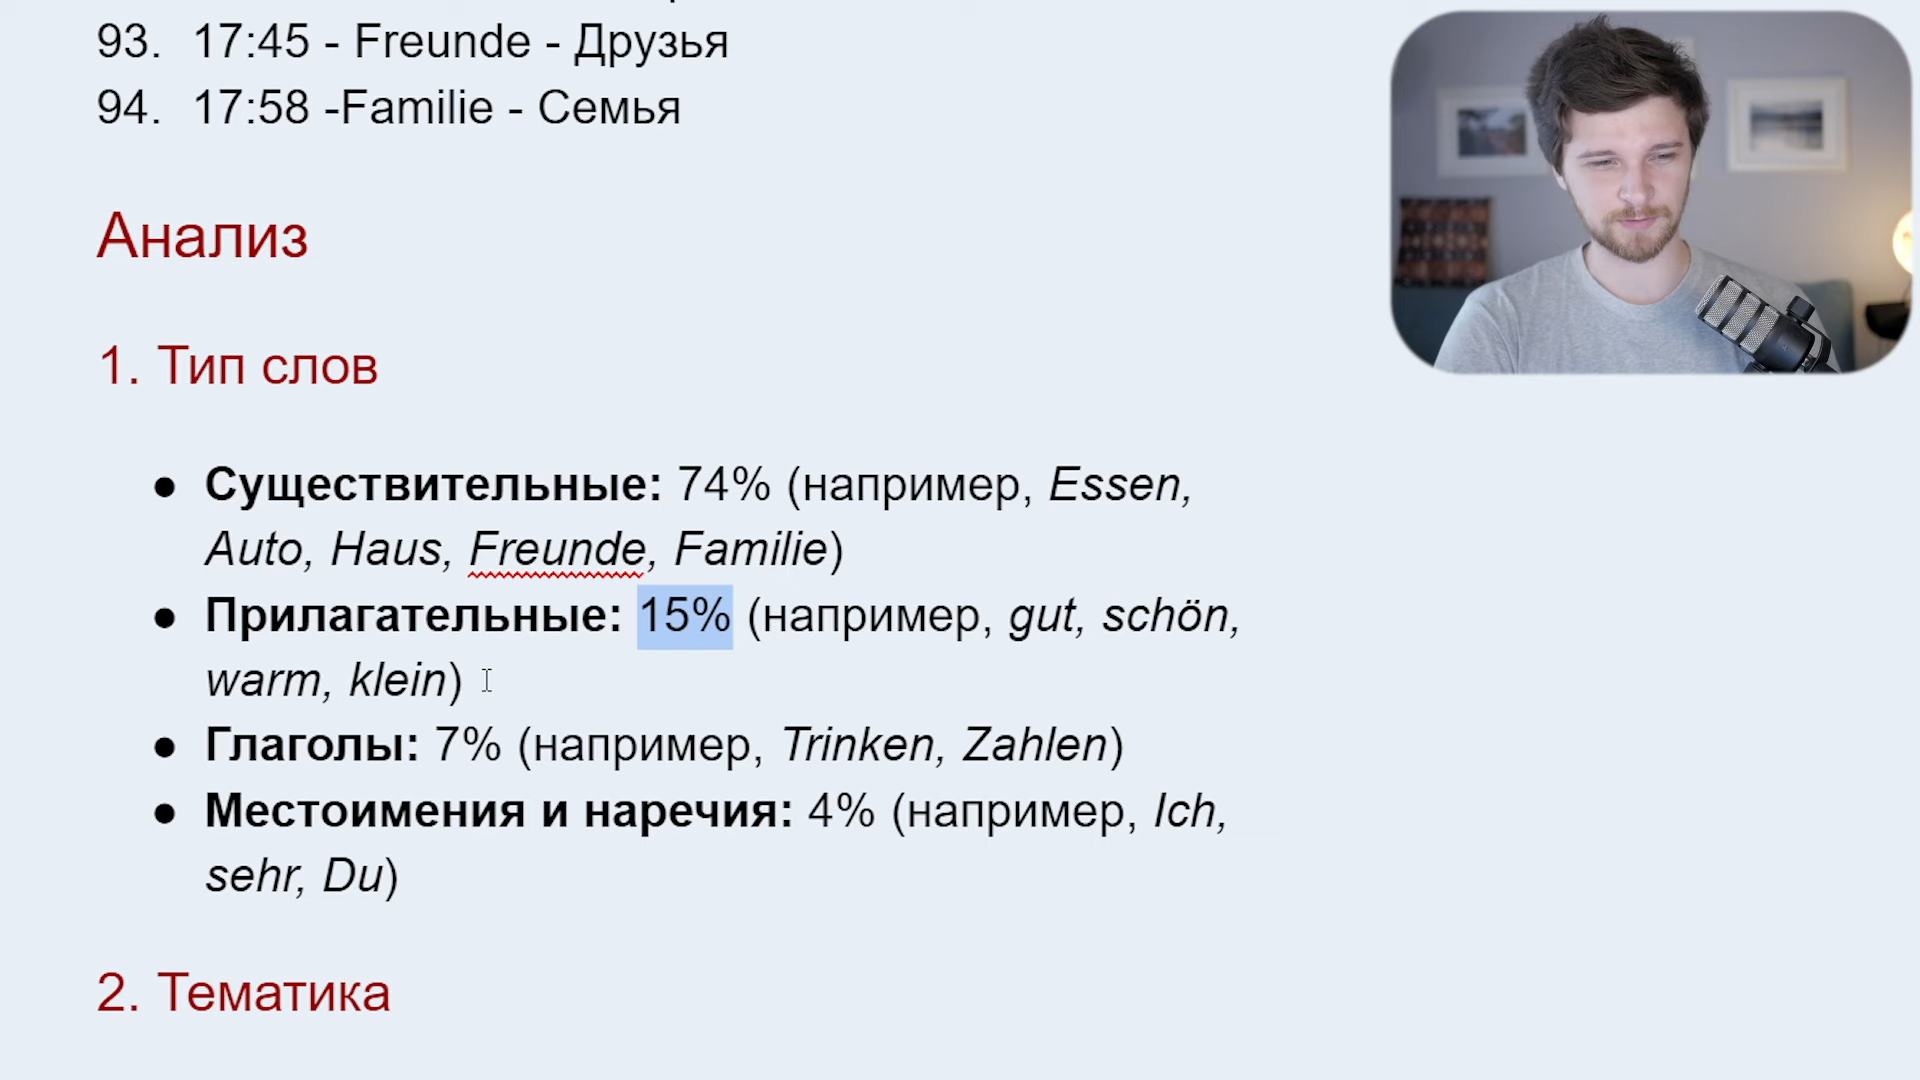 93. 17:45 - Freunde - Друзья
94. 17:58 -Familie - Семья
Анализ
1. Тип слов
● Существительные: 74% (например, Essen,
Auto, Haus, Freunde, Familie)
● Прилагательные: 15% (например, gut, schön,
warm, klein)
● Глаголы: 7% (например, Trinken, Zahlen)
● Местоимения и наречия: 4% (например, Ich,
sehr, Du)
2. Тематика